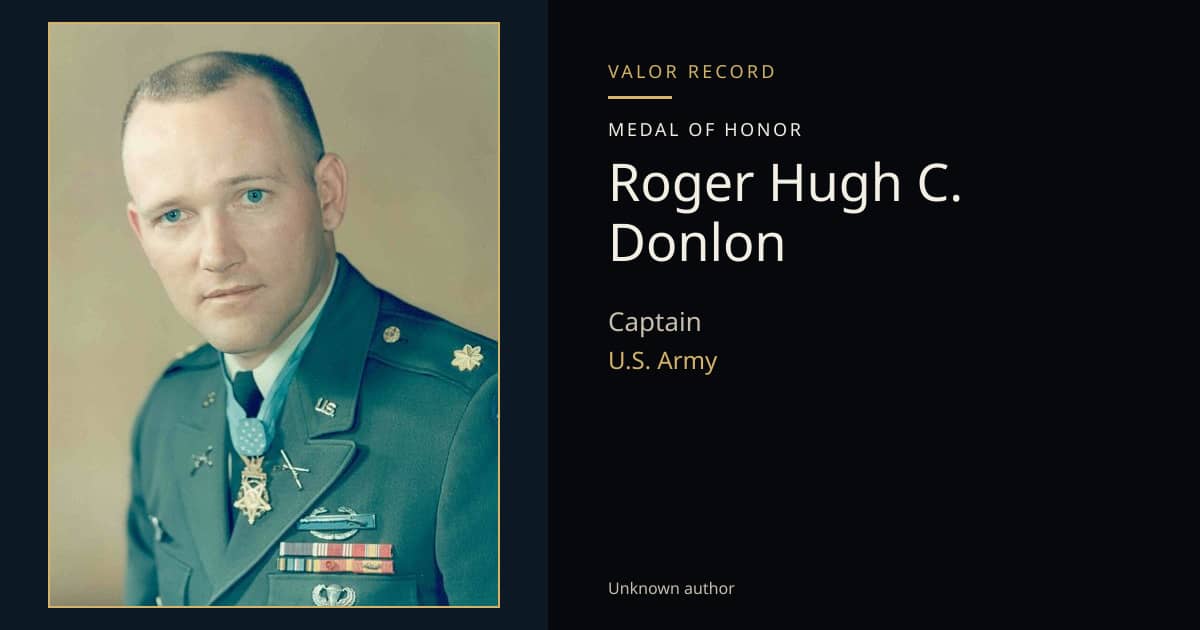 VALOR RECORD
MEDAL OF HONOR
Roger Hugh C.
Donlon
Captain
U.S. Army
Unknown author
U.S.